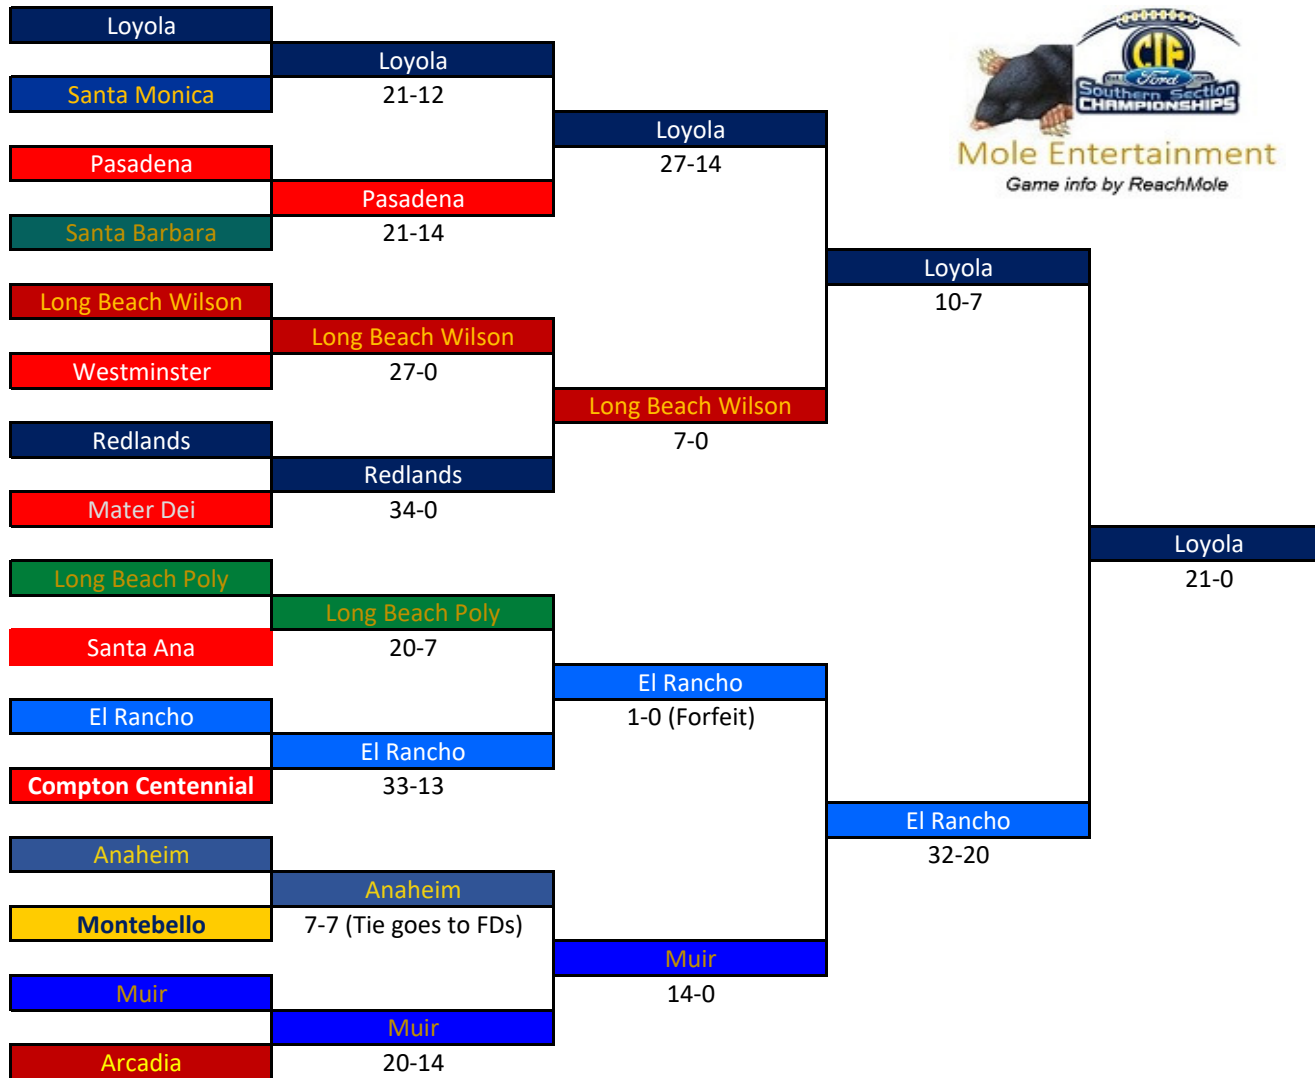 Loyola
Santa Monica
Pasadena
Santa Barbara
Long Beach Wilson
Westminster
Redlands
Mater Dei
Long Beach Poly
Santa Ana
El Rancho
Compton Centennial
Anaheim
Montebello
Muir
Arcadia
Loyola
21-12
Pasadena
21-14
Long Beach Wilson
27-0
Redlands
34-0
Long Beach Poly
20-7
El Rancho
33-13
Anaheim
7-7 (Tie goes to FDs)
Muir
20-14
Loyola
27-14
Long Beach Wilson
7-0
El Rancho
1-0 (Forfeit)
Muir
14-0
Loyola
10-7
El Rancho
32-20
Loyola
21-0
CIF
Ford
Southern Section
CHAMPIONSHIPS
Mole Entertainment
Game info by ReachMole